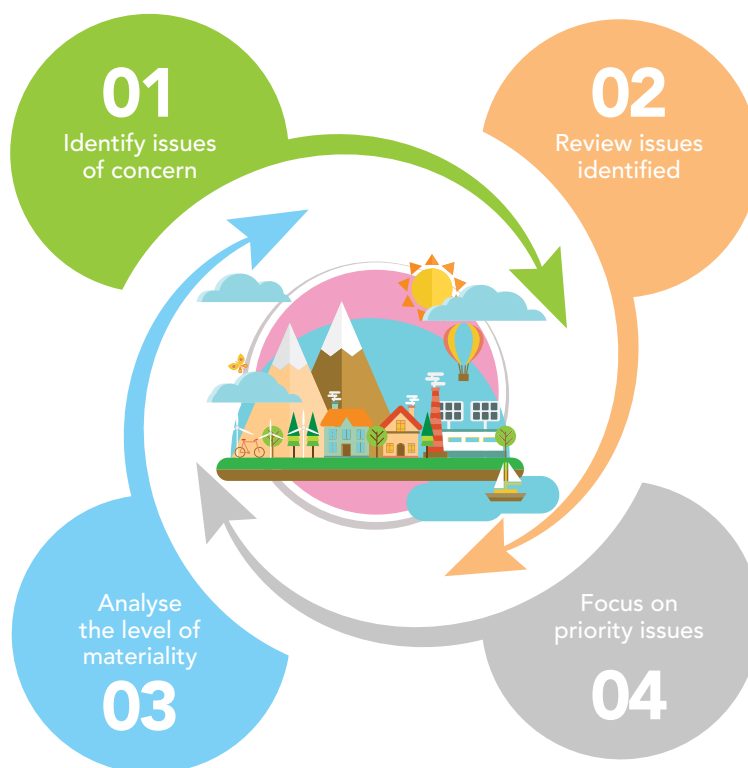 01
Identify issues
of concern
02
Review issues
identified
Analyse
the level of
materiality
03
Focus on
priority issues
04